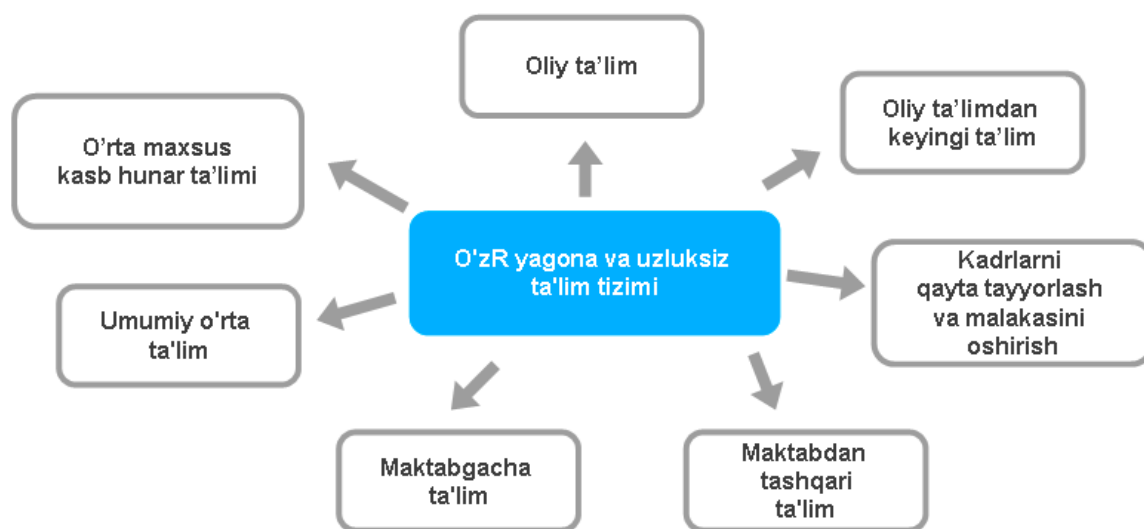 Oliy ta’lim
Oliy ta’limdan
keyingi ta’lim
O’rta maxsus
kasb hunar ta’limi
O'zR yagona va uzluksiz
ta'lim tizimi
Kadrlarni
qayta tayyorlash
va malakasini
oshirish
Umumiy o'rta
ta'lim
Maktabgacha
ta'lim
Maktabdan
tashqari
ta'lim